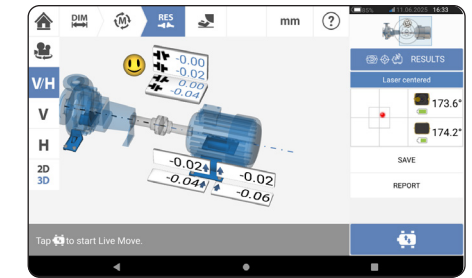 85% 11.06.2025 16:33
DIM
M
RES
mm
?
RESULTS
V/H
V
H
2D
3D
-0.00
-0.02
0.00
-0.04
-0.02
-0.02
-0.04
-0.06
Laser centered
173.6°
174.2°
SAVE
REPORT
Tap to start Live Move.